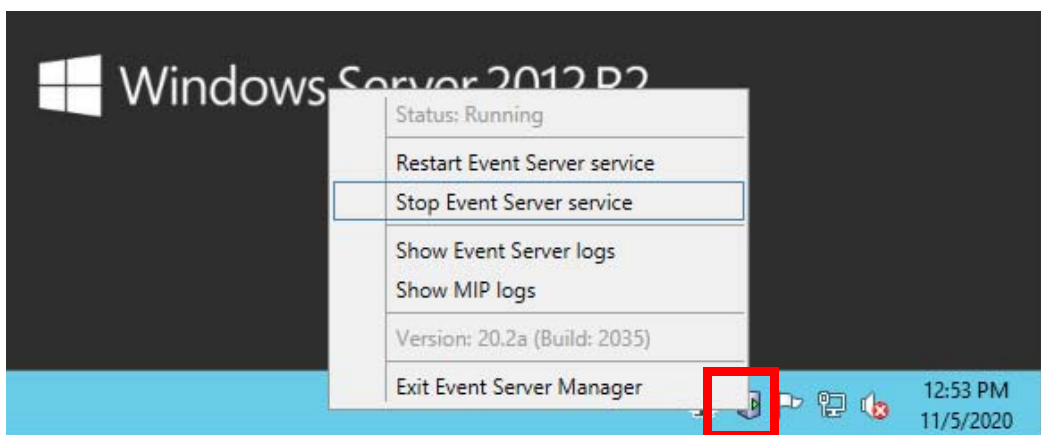 Windows Server 2012 R2
Status: Running
Restart Event Server service
Stop Event Server service
Show Event Server logs
Show MIP logs
Version: 20.2a (Build: 2035)
Exit Event Server Manager
12:53 PM
11/5/2020